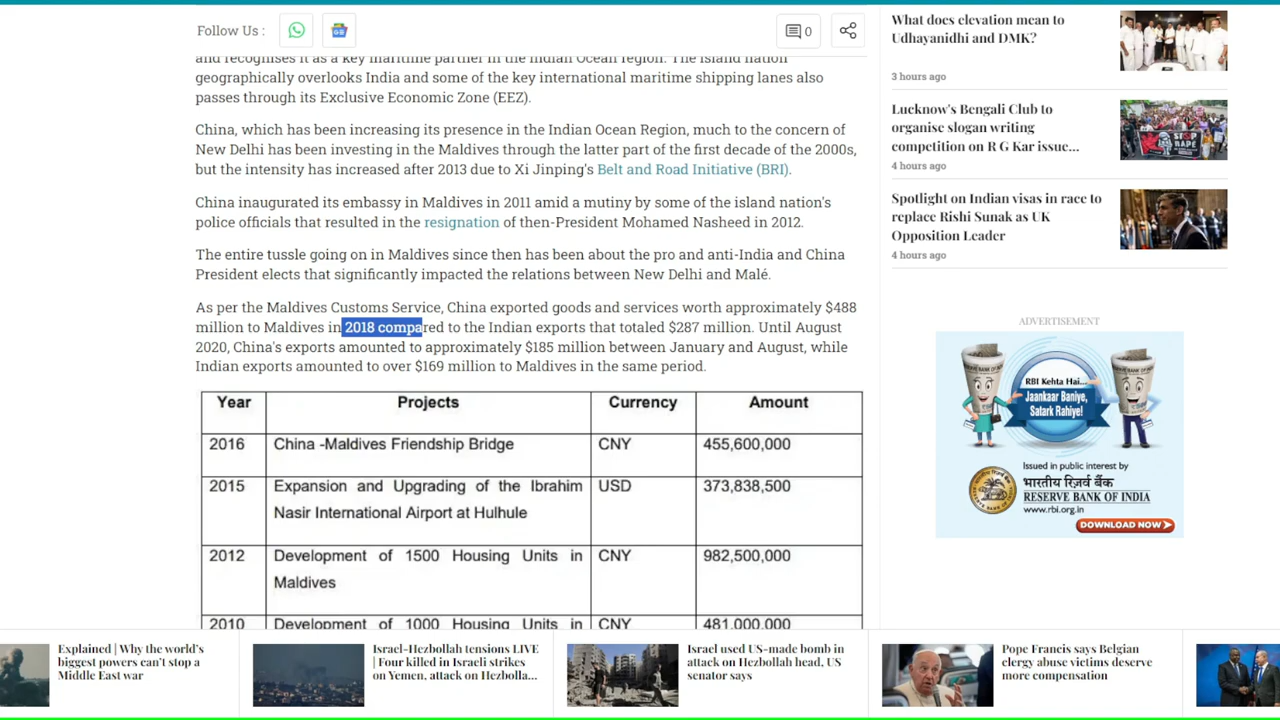 Follow Us :
0
and recognises it as a key maritime partner in the Indian Ocean region. The island nation
geographically overlooks India and some of the key international maritime shipping lanes also
passes through its Exclusive Economic Zone (EEZ).
China, which has been increasing its presence in the Indian Ocean Region, much to the concern of
New Delhi has been investing in the Maldives through the latter part of the first decade of the 2000s,
but the intensity has increased after 2013 due to Xi Jinping's Belt and Road Initiative (BRI).
China inaugurated its embassy in Maldives in 2011 amid a mutiny by some of the island nation's
police officials that resulted in the resignation of then-President Mohamed Nasheed in 2012.
The entire tussle going on in Maldives since then has been about the pro and anti-India and China
President elects that significantly impacted the relations between New Delhi and Malé.
As per the Maldives Customs Service, China exported goods and services worth approximately $488
million to Maldives in 2018 compared to the Indian exports that totaled $287 million. Until August
2020, China's exports amounted to approximately $185 million between January and August, while
Indian exports amounted to over $169 million to Maldives in the same period.
Year Projects Currency Amount
2016 China -Maldives Friendship Bridge CNY 455,600,000
2015 Expansion and Upgrading of the Ibrahim USD 373,838,500
Nasir International Airport at Hulhule
2012 Development of 1500 Housing Units in CNY 982,500,000
Maldives
2010 Development of 1000 Housing Units in CNY 481,000,000
What does elevation mean to
Udhayanidhi and DMK?
3 hours ago
Lucknow's Bengali Club to
organise slogan writing
competition on R G Kar issue...
4 hours ago
STOP
RAPE
Spotlight on Indian visas in race to
replace Rishi Sunak as UK
Opposition Leader
4 hours ago
ADVERTISEMENT
RBI Kehta Hai...
Jaankaar Baniye,
Satark Rahiye!
Issued in public interest by
भारतीय रिज़र्व बैंक
RESERVE BANK OF INDIA
www.rbi.org.in
DOWNLOAD NOW
Explained | Why the world's
biggest powers can't stop a
Middle East war
Israel-Hezbollah tensions LIVE
| Four killed in Israeli strikes
on Yemen, attack on Hezbolla...
Israel used US-made bomb in
attack on Hezbollah head, US
senator says
Pope Francis says Belgian
clergy abuse victims deserve
more compensation